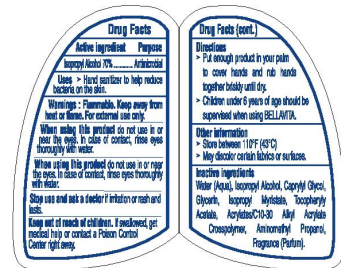 Drug Facts
Active ingredient Purpose
Isopropyl Alcohol 70% ........... Antimicrobial
Uses > Hand sanitizer to help reduce
bacteria on the skin.
Warnings : Flammable. Keep away from
heat or flame. For external use only.
When using this product do not use in or
near the eyes. In case of contact, rinse eyes
thoroughly with water.
When using this product do not use in or near
the eyes. In case of contact, rinse eyes thoroughly
with water.
Stop use and ask a doctor if irritation or rash and
lasts.
Keep out of reach of children. If swallowed, get
medical help or contact a Poison Control
Center right away.
Drug Facts (cont.)
Directions
> Put enough product in your palm
to cover hands and rub hands
together briskly until dry.
> Children under 6 years of age should be
supervised when using BELLAVITA.
Other information
> Store between 110°F (43°C)
> May discolor certain fabrics or surfaces.
Inactive ingredients
Water (Aqua), Isopropyl Alcohol, Caprylyl Glycol,
Glycerin, Isopropyl Myristate, Tocopheryls
Acetate, Acrylates/C10-30 Alkyl Acrylate
Crosspolymer, Aminomethyl Propanol,
Fragrance (Parfum).